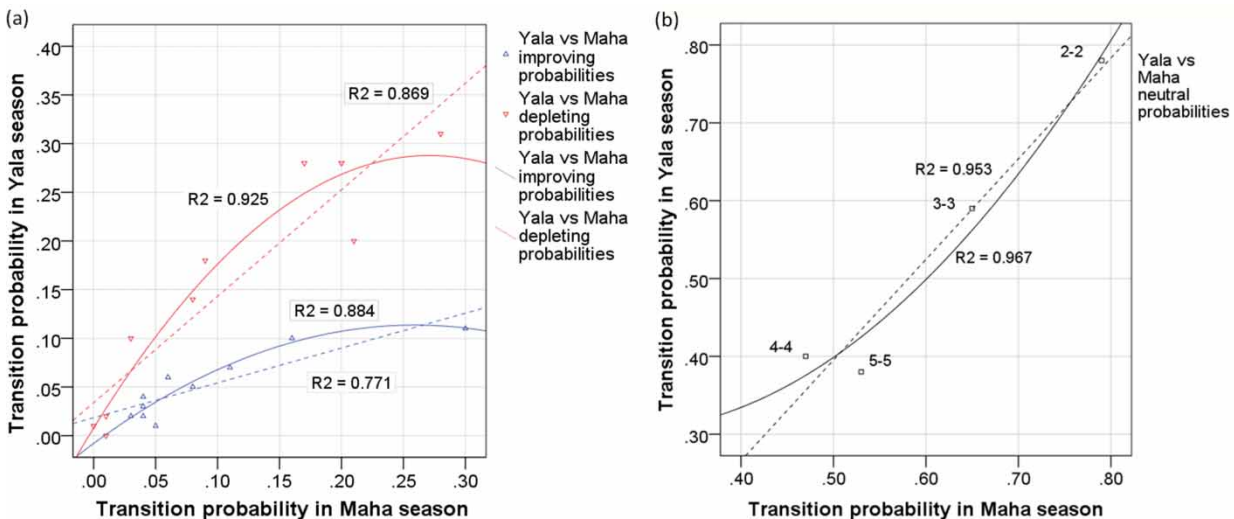 (a)
Transition probability in Yala season
.40
.35
.30
.25
.20
.15
.10
.05
.00
R2 = 0.869
R2 = 0.925
R2 = 0.884
R2 = 0.771
.00 .05 .10 .15 .20 .25 .30
Transition probability in Maha season
Yala vs Maha
improving
probabilities
Yala vs Maha
depleting
probabilities
Yala vs Maha
improving
probabilities
Yala vs Maha
depleting
probabilities
(b)
Transition probability in Yala season
.80
.70
.60
.50
.40
.30
2-2
R2 = 0.953
3-3
R2 = 0.967
4-4
5-5
.40 .50 .60 .70 .80
Transition probability in Maha season
Yala vs
Maha
neutral
probabilities